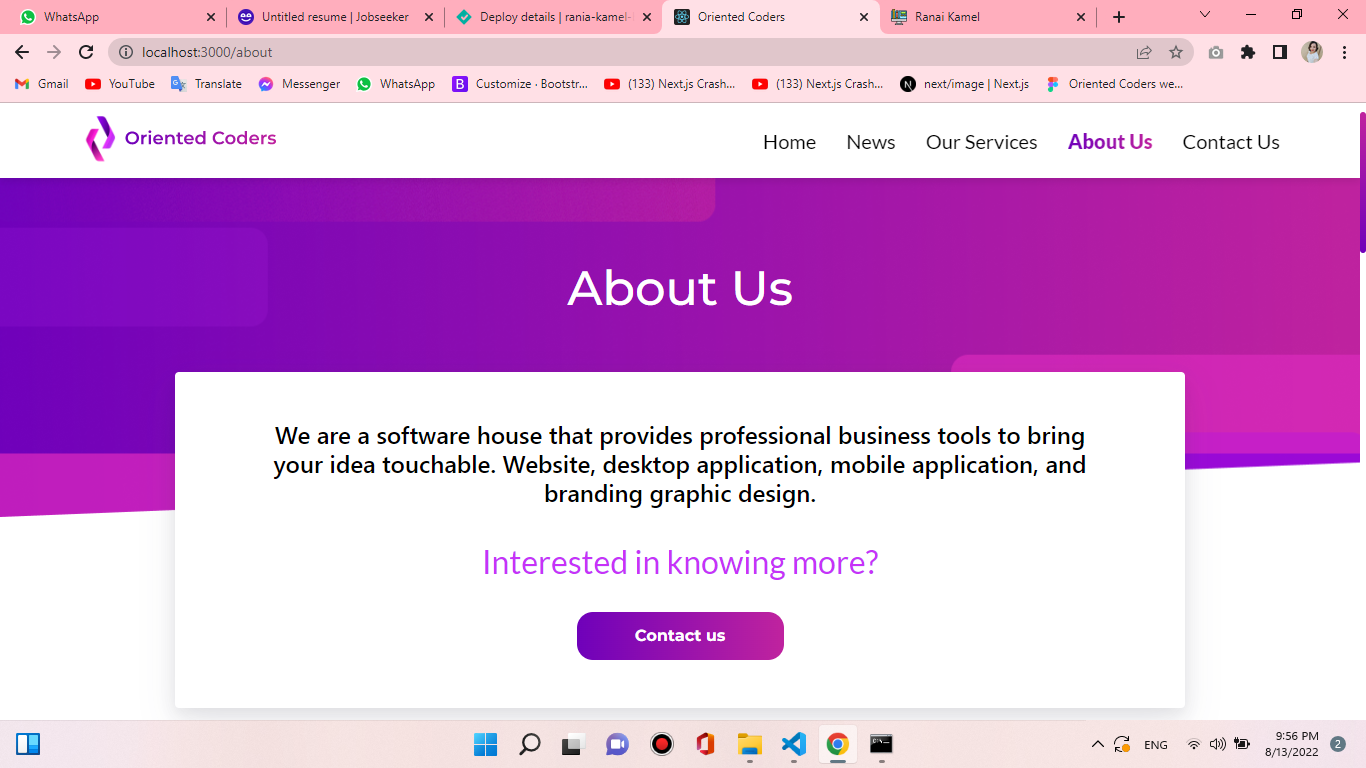 WhatsApp
Untitled resume | Jobseeker
Deploy details | rania-kamel-
Oriented Coders
Ranai Kamel
localhost:3000/about
Gmail
YouTube
Translate
Messenger
WhatsApp
Customize · Bootstr...
(133) Next.js Crash...
(133) Next.js Crash...
next/image | Next.js
Oriented Coders we...
Oriented Coders
Home
News
Our Services
About Us
Contact Us
About Us
We are a software house that provides professional business tools to bring
your idea touchable. Website, desktop application, mobile application, and
branding graphic design.
Interested in knowing more?
Contact us
ENG
9:56 PM
8/13/2022
2